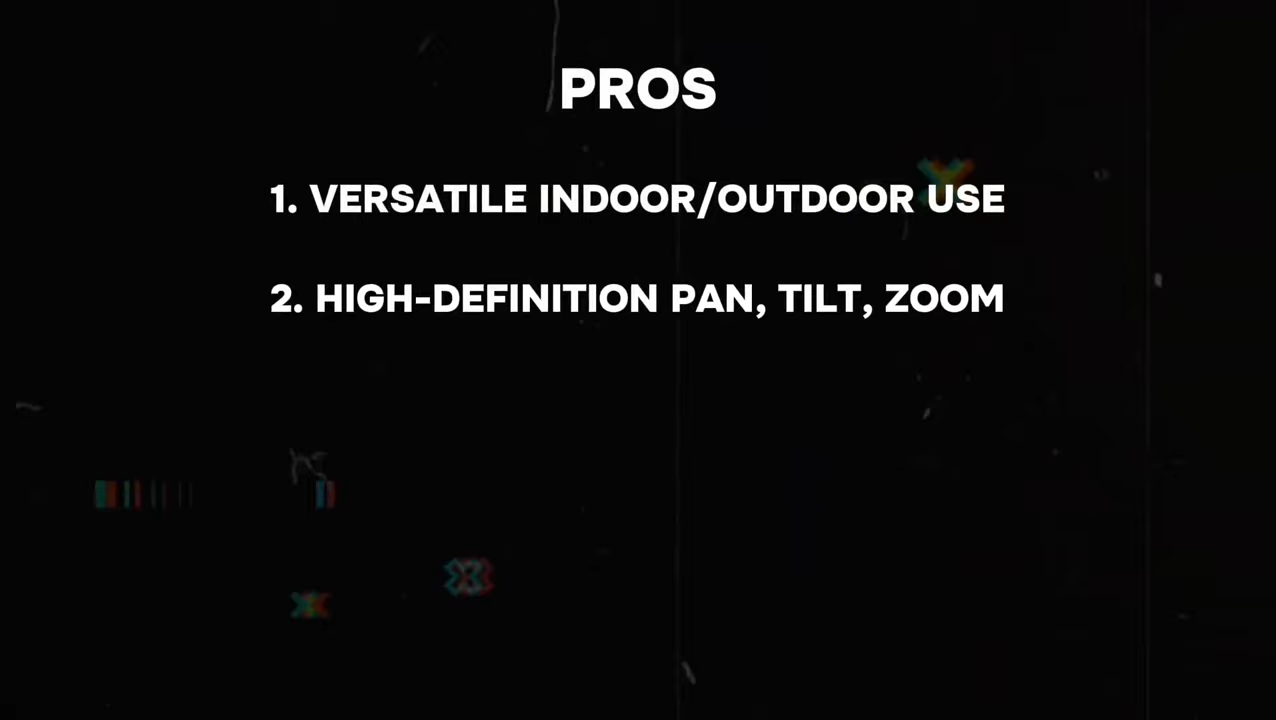 PROS
1. VERSATILE INDOOR/OUTDOOR USE
2. HIGH-DEFINITION PAN, TILT, ZOOM